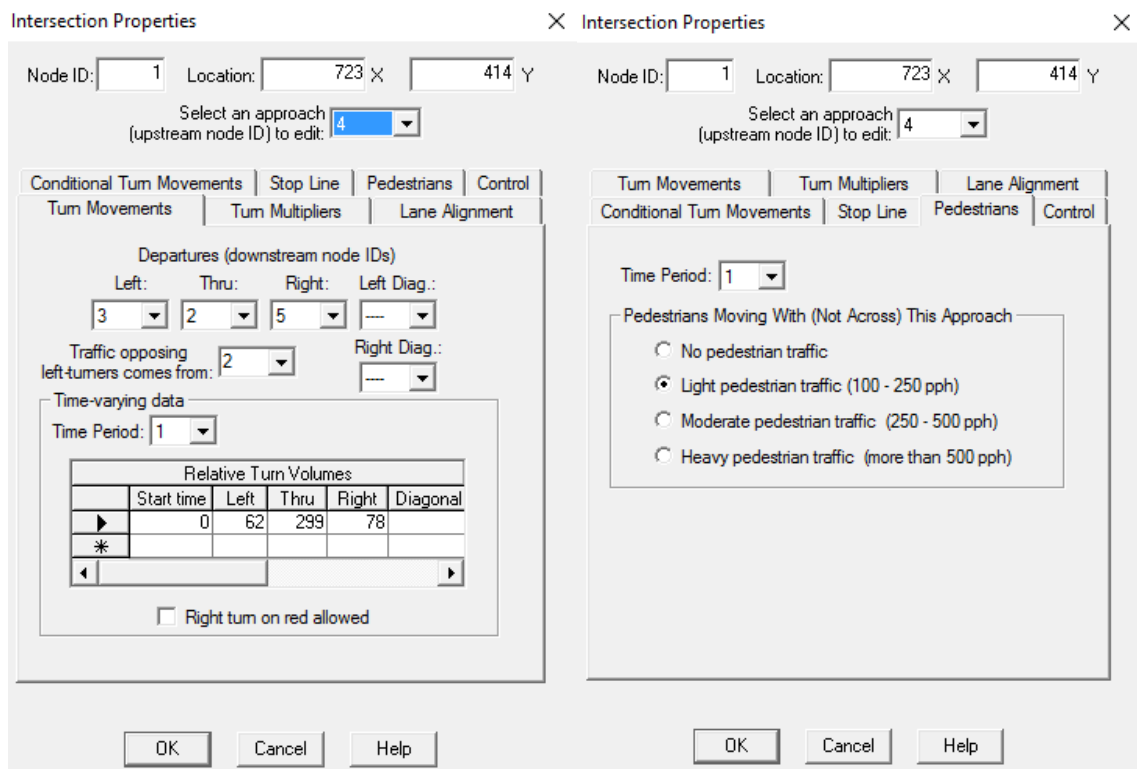 Intersection Properties
Node ID: 1 Location: 723 X 414 Y
Select an approach
(upstream node ID) to edit: 4
Conditional Turn Movements Stop Line Pedestrians Control
Turn Movements Turn Multipliers Lane Alignment
Departures (downstream node IDs)
Left: Thru: Right: Left Diag.:
3 2 5 ----
Traffic opposing
left-turners comes from: 2
Right Diag.:
----
Time-varying data
Time Period: 1
Relative Turn Volumes
Start time Left Thru Right Diagonal
0 62 299 78
Right turn on red allowed
OK Cancel Help
Intersection Properties
Node ID: 1 Location: 723 X 414 Y
Select an approach
(upstream node ID) to edit: 4
Turn Movements Turn Multipliers Lane Alignment
Conditional Turn Movements Stop Line Pedestrians Control
Time Period: 1
Pedestrians Moving With (Not Across) This Approach
No pedestrian traffic
Light pedestrian traffic (100 - 250 pph)
Moderate pedestrian traffic (250 - 500 pph)
Heavy pedestrian traffic (more than 500 pph)
OK Cancel Help